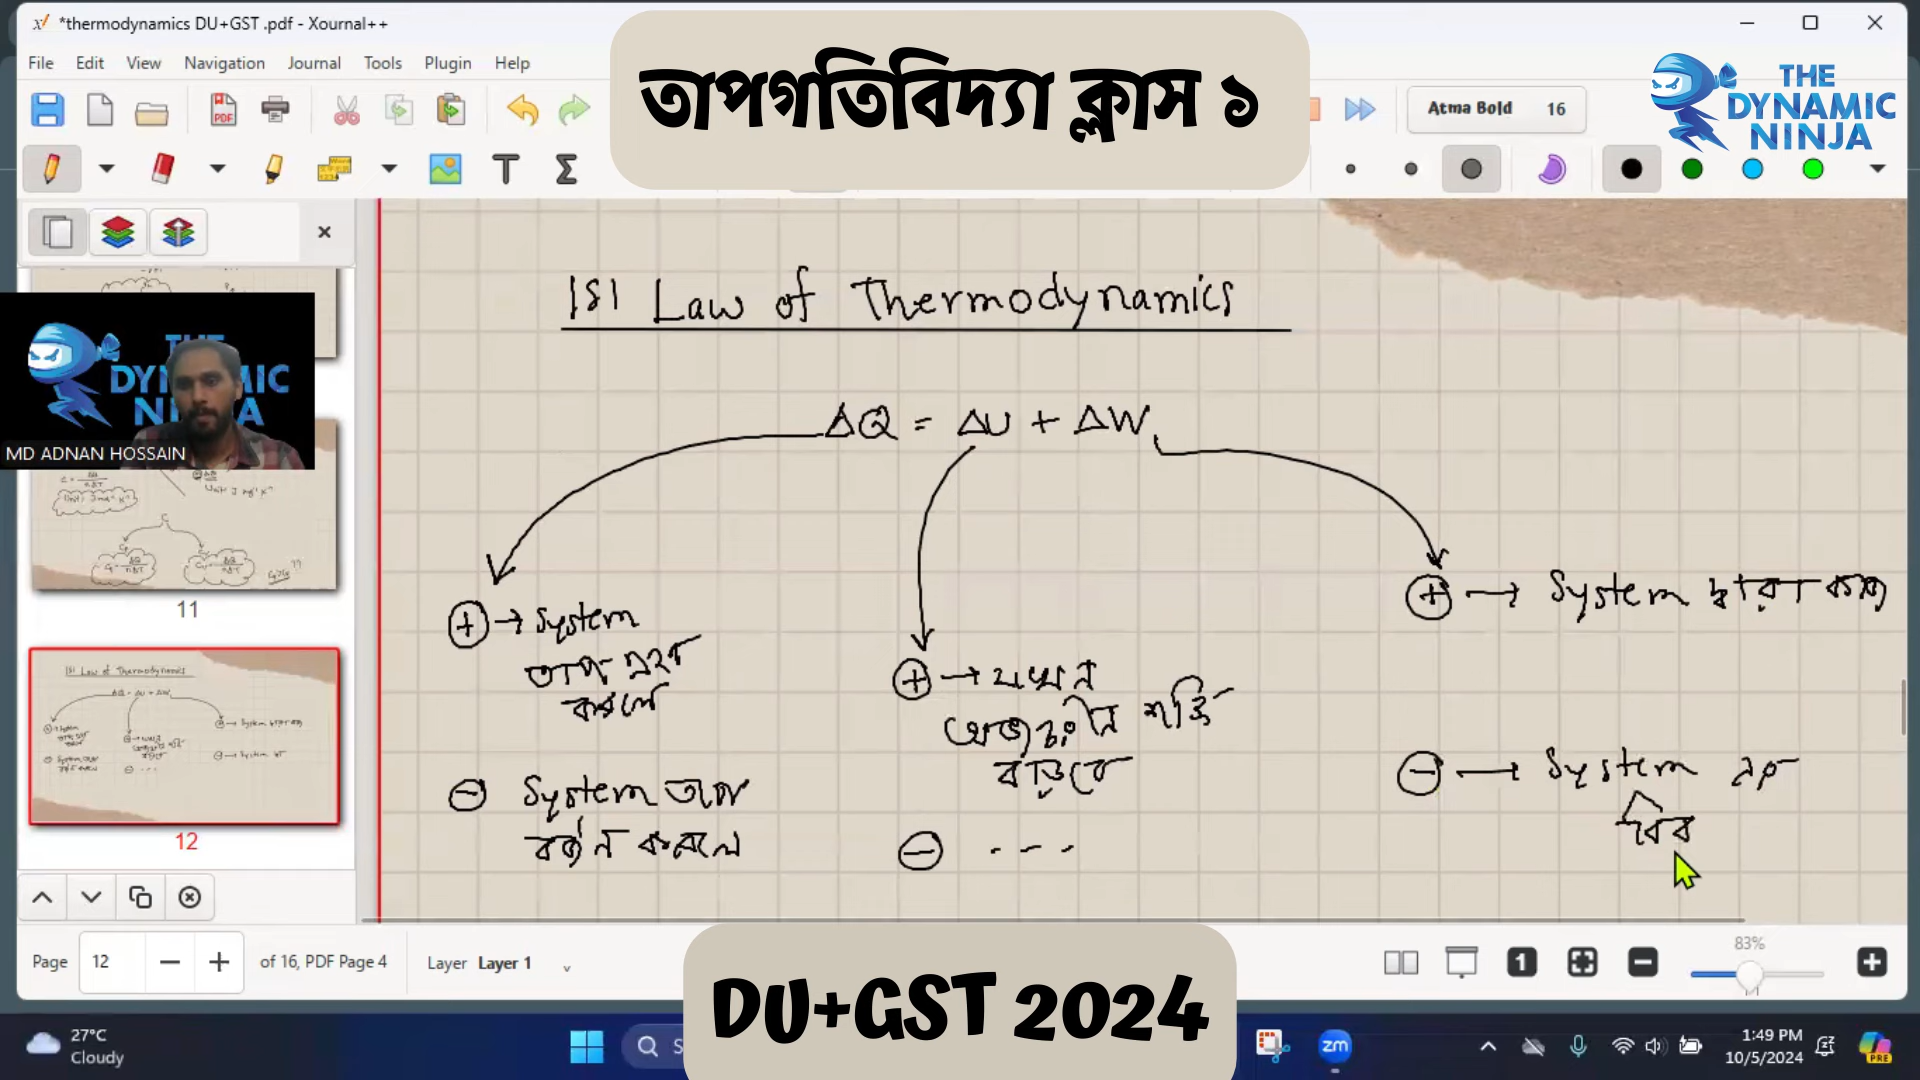 *thermodynamics DU+GST .pdf - Xournal++
File Edit View Navigation Journal Tools Plugin Help
তাপগতিবিদ্যা ক্লাস ১
Atma Bold 16
THE DYNAMIC NINJA
1st Law of Thermodynamics
ΔQ = ΔU + ΔW
MD ADNAN HOSSAIN
+ → System
তাপ গ্রহণ
করলে
+ → যখন
অভ্যন্তরীণ শক্তি
বাড়বে
+ → System দ্বারা কাজ
- System তাপ
বর্জন করলে
- - - -
- → System এর
উপর
11
12
Page 12 of 16, PDF Page 4 Layer Layer 1
83%
DU+GST 2024
27°C
Cloudy
zm
1:49 PM
10/5/2024
PRE